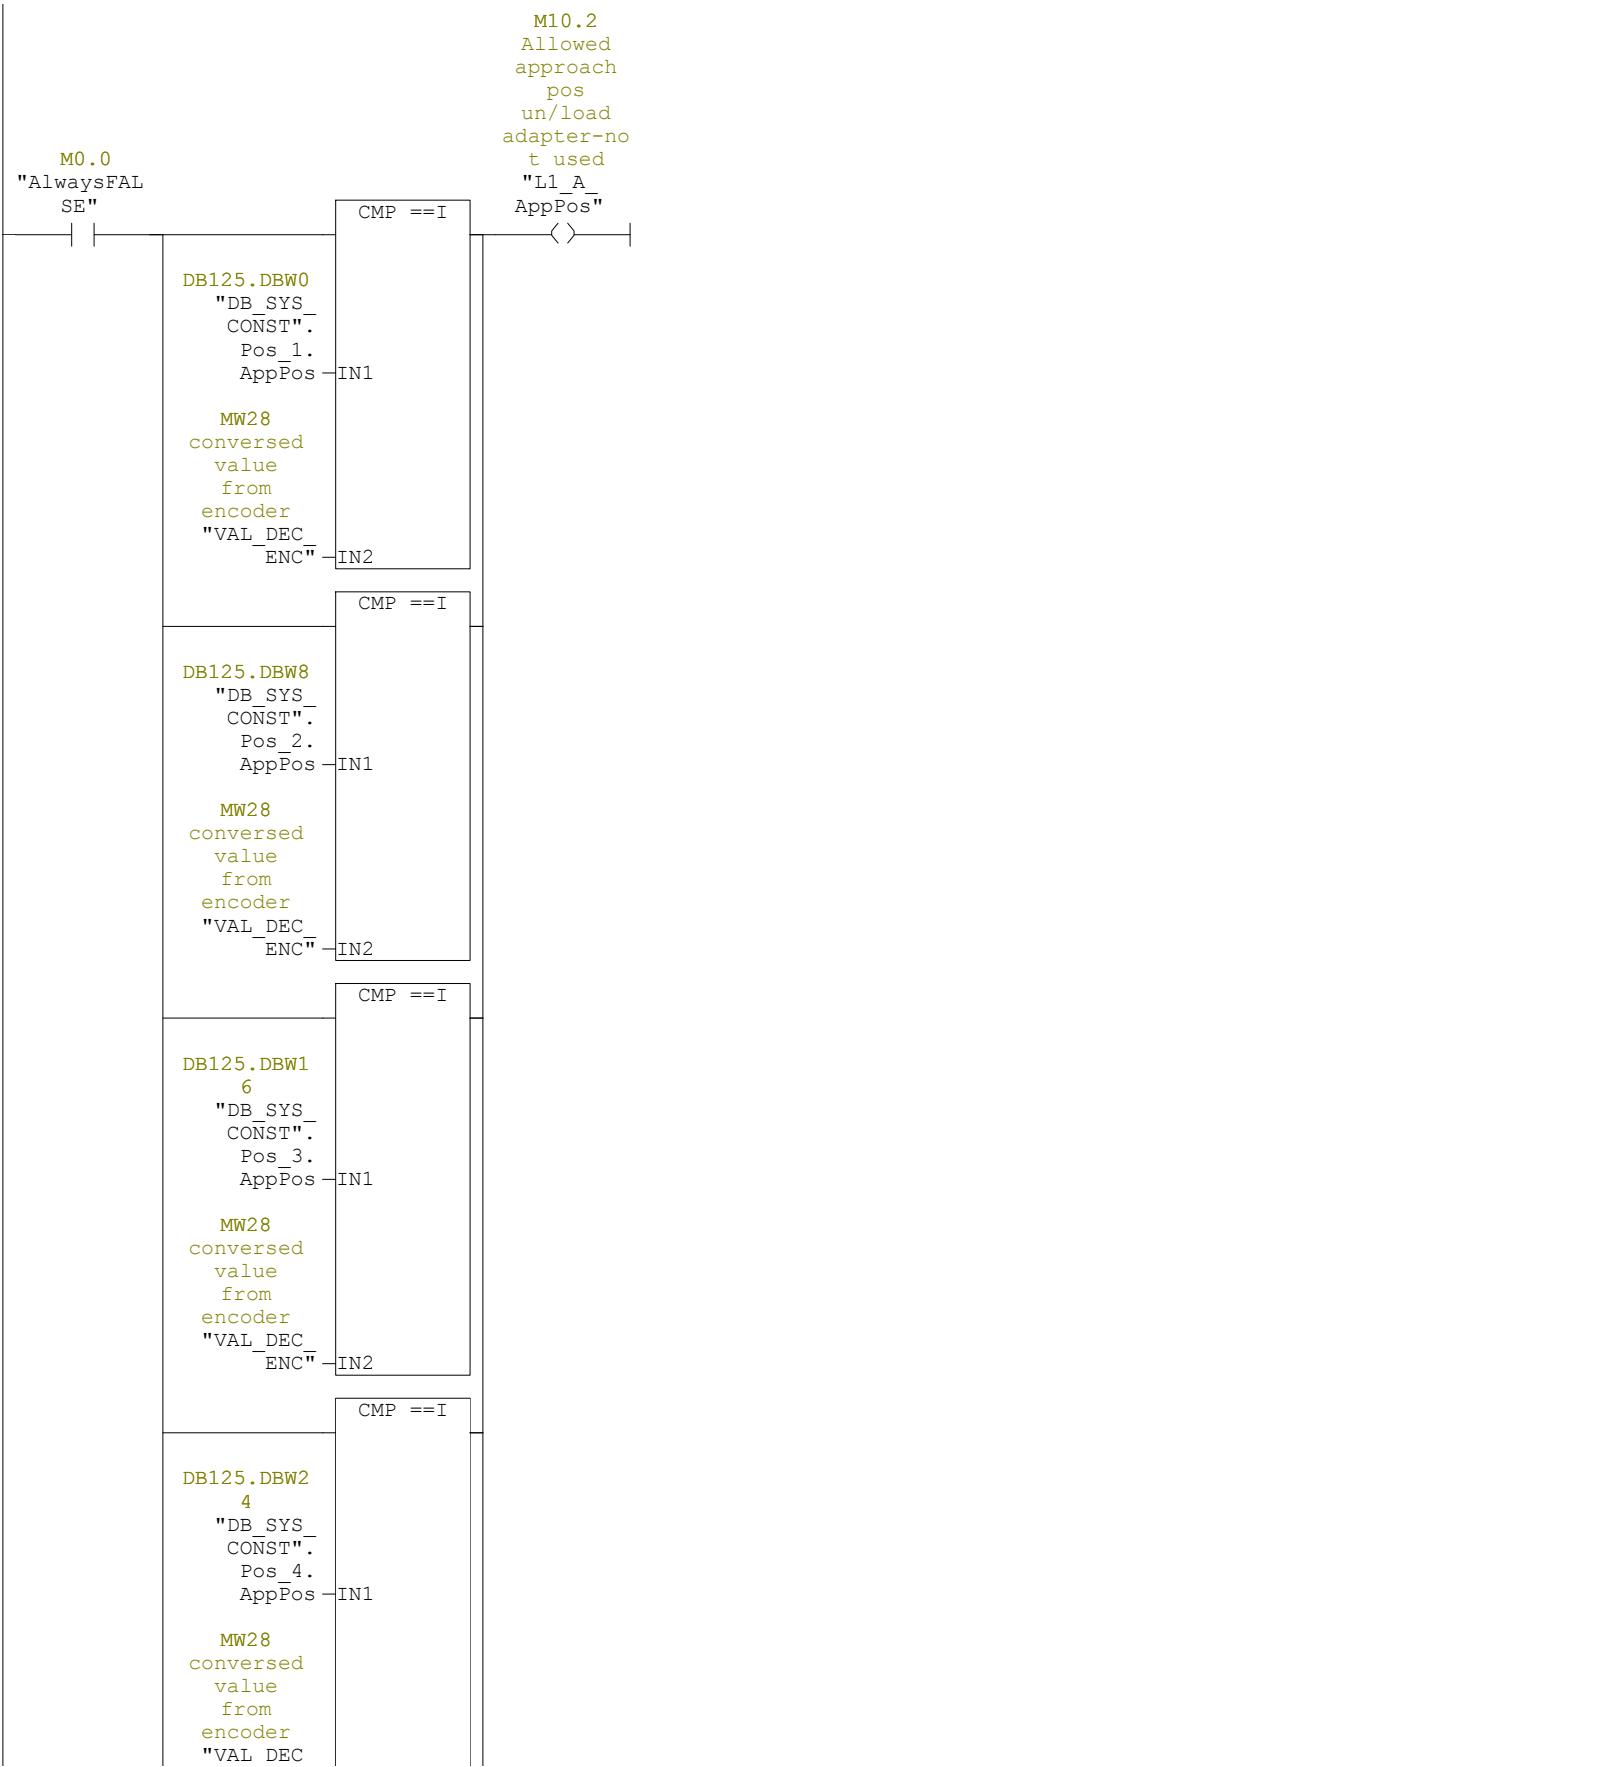 M10.2
Allowed
approach
pos
un/load
adapter-no
t used
"L1_A_
AppPos"
M0.0
"AlwaysFAL
SE"
CMP ==I
DB125.DBW0
"DB_SYS_
CONST".
Pos_1.
AppPos
IN1
MW28
conversed
value
from
encoder
"VAL_DEC_
ENC"
IN2
CMP ==I
DB125.DBW8
"DB_SYS_
CONST".
Pos_2.
AppPos
IN1
MW28
conversed
value
from
encoder
"VAL_DEC_
ENC"
IN2
CMP ==I
DB125.DBW1
6
"DB_SYS_
CONST".
Pos_3.
AppPos
IN1
MW28
conversed
value
from
encoder
"VAL_DEC_
ENC"
IN2
CMP ==I
DB125.DBW2
4
"DB_SYS_
CONST".
Pos_4.
AppPos
IN1
MW28
conversed
value
from
encoder
"VAL DEC